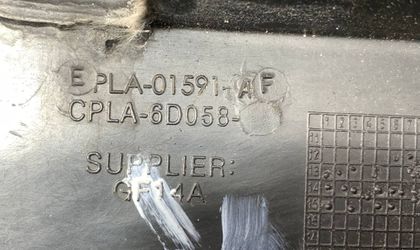 EPLA-01591-AF
CPLA-6D058-
SUPPLIER:
GF14A